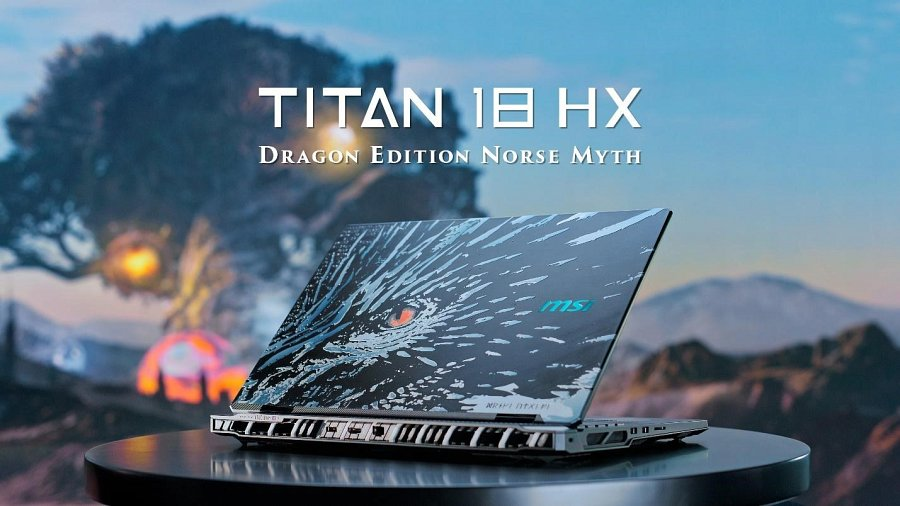 TITAN 18 HX
DRAGON EDITION NORSE MYTH
msi